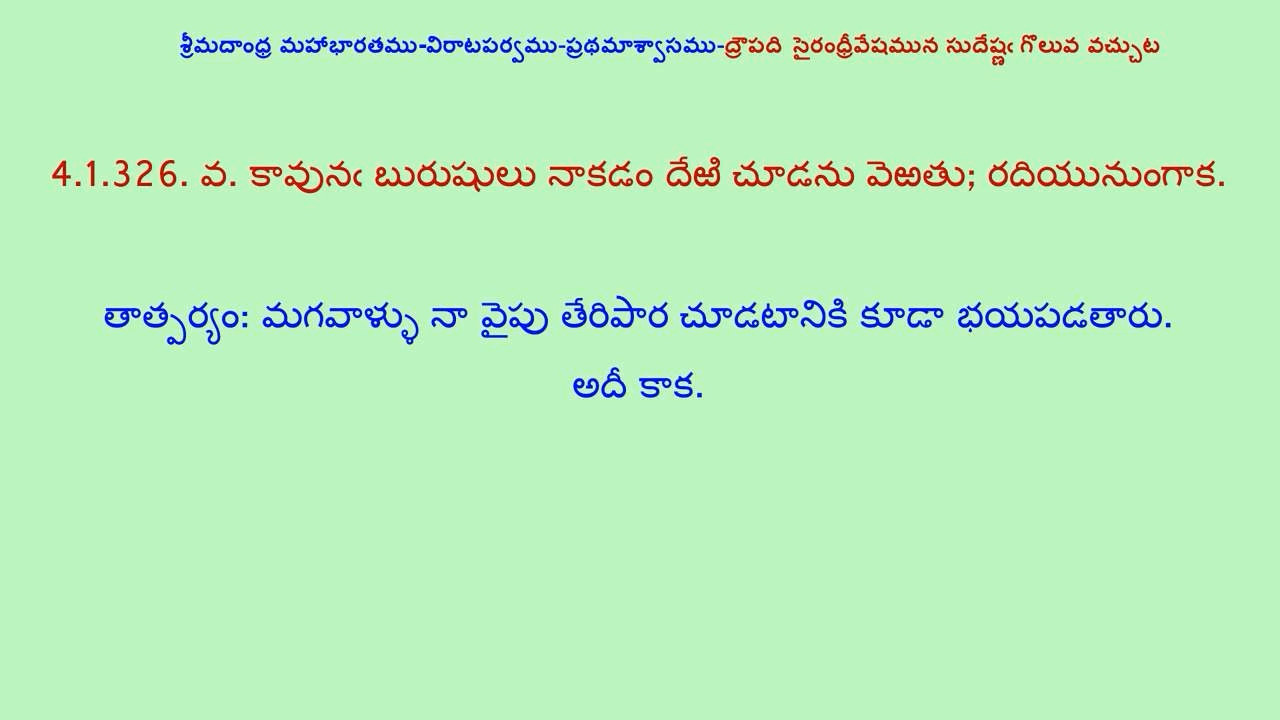 శ్రీమదాంధ్ర మహాభారతము-విరాటపర్వము-ప్రథమాశ్వాసము-ద్రౌపది సైరంధ్రీవేషమున సుదేష్ణఁ గొలువ వచ్చుట
4.1.326. వ. కావునఁ బురుషులు నాకడం దేఱి చూడను వెఱతు; రదియునుంగాక.
తాత్పర్యం: మగవాళ్ళు నా వైపు తేరిపార చూడటానికి కూడా భయపడతారు.
అదీ కాక.